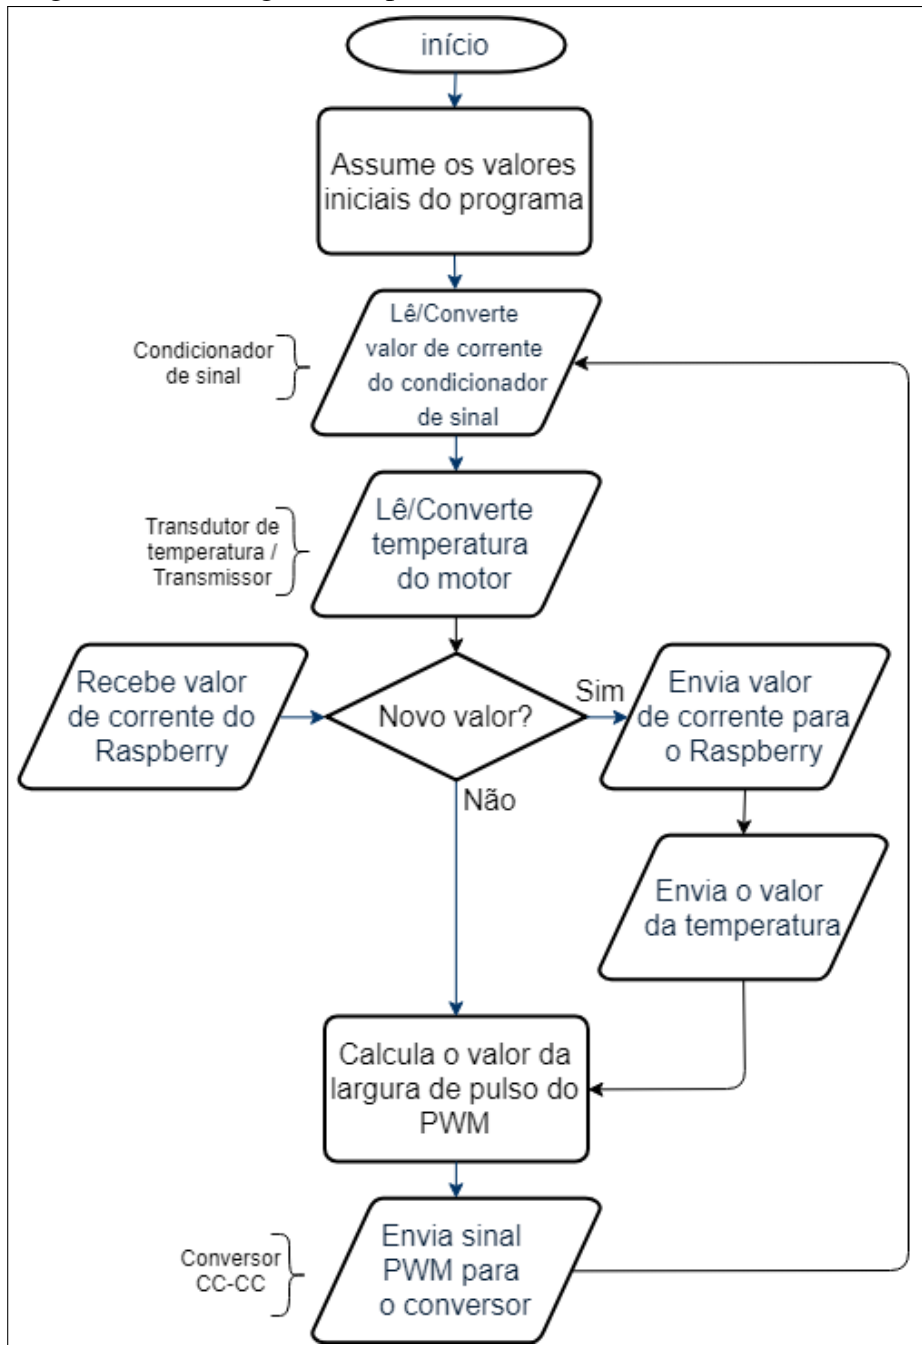 início
Assume os valores
iniciais do programa
Lê/Converte
valor de corrente
do condicionador
de sinal
Condicionador
de sinal
Lê/Converte
temperatura
do motor
Transdutor de
temperatura /
Transmissor
Recebe valor
de corrente do
Raspberry
Novo valor?
Sim
Envia valor
de corrente para
o Raspberry
Não
Envia o valor
da temperatura
Calcula o valor da
largura de pulso do
PWM
Envia sinal
PWM para
o conversor
Conversor
CC-CC